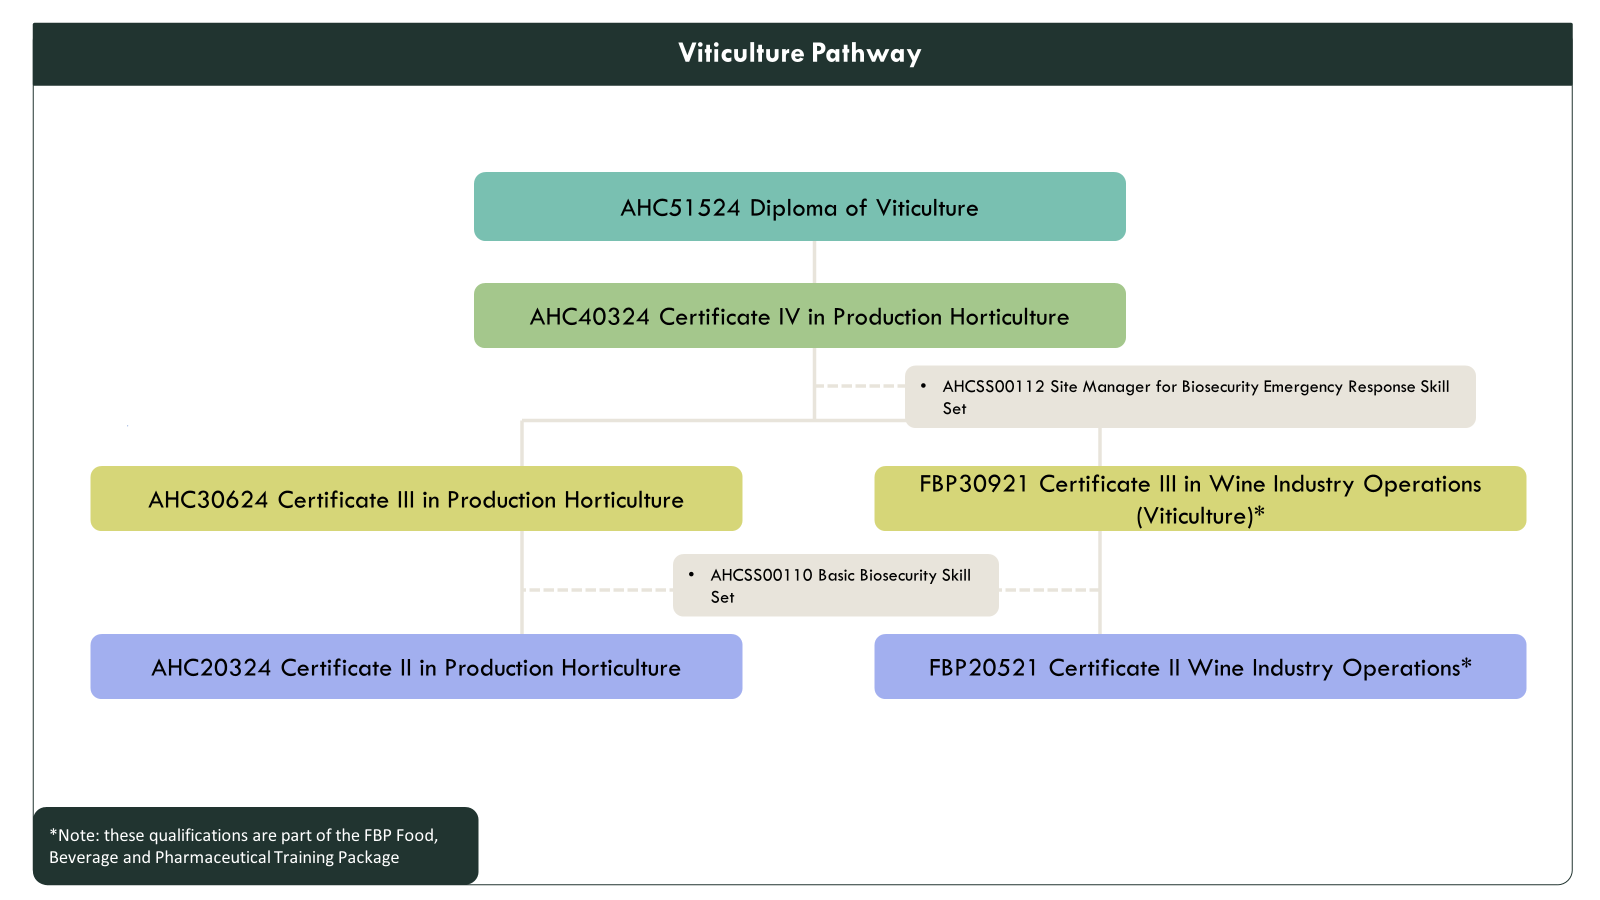 Viticulture Pathway
AHC51524 Diploma of Viticulture
AHC40324 Certificate IV in Production Horticulture
• AHCSS00112 Site Manager for Biosecurity Emergency Response Skill
Set
AHC30624 Certificate III in Production Horticulture
FBP30921 Certificate III in Wine Industry Operations
(Viticulture)*
• AHCSS00110 Basic Biosecurity Skill
Set
AHC20324 Certificate II in Production Horticulture
FBP20521 Certificate II Wine Industry Operations*
*Note: these qualifications are part of the FBP Food,
Beverage and Pharmaceutical Training Package